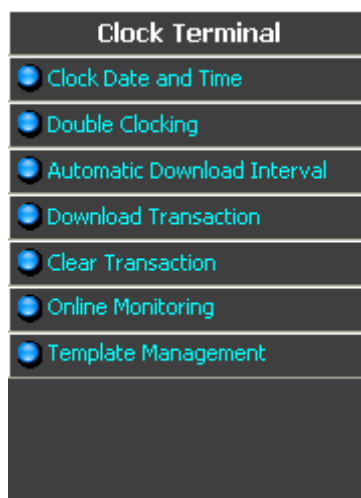 Clock Terminal
Clock Date and Time
Double Clocking
Automatic Download Interval
Download Transaction
Clear Transaction
Online Monitoring
Template Management